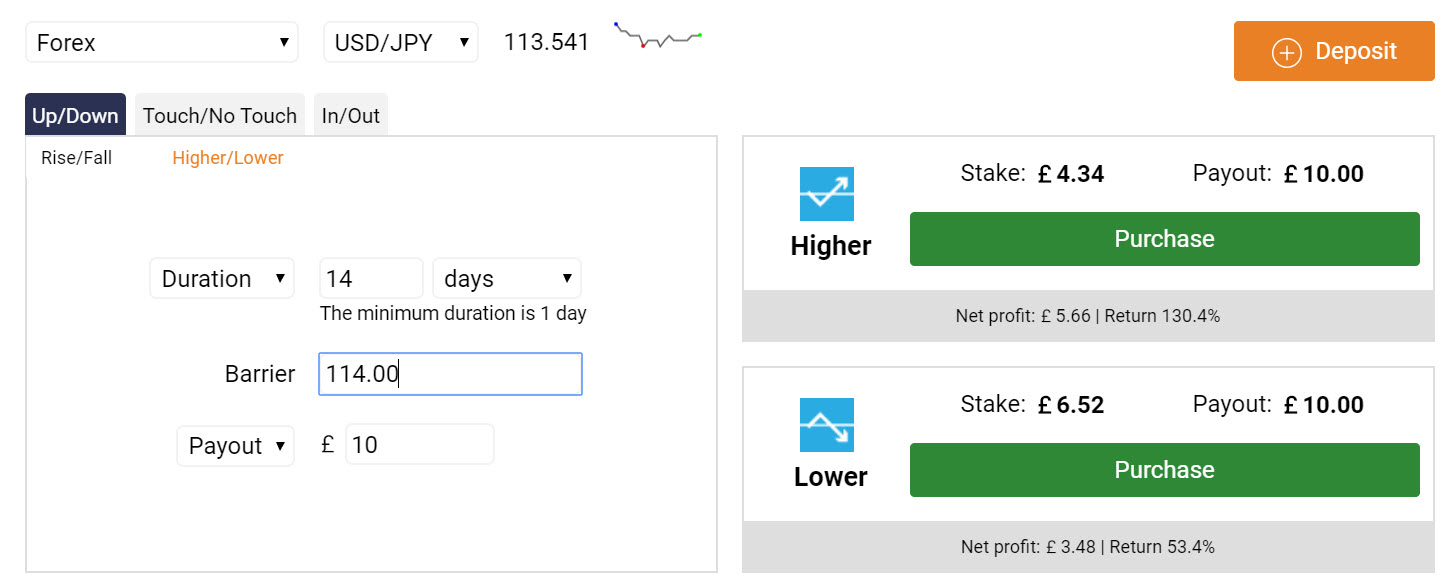 Forex ▼ USD/JPY ▼ 113.541
+ Deposit
Up/Down Touch/No Touch In/Out
Rise/Fall Higher/Lower
Duration ▼ 14 days ▼
The minimum duration is 1 day
Barrier 114.00
Payout ▼ £ 10
Stake: £ 4.34 Payout: £ 10.00
Higher
Purchase
Net profit: £ 5.66 | Return 130.4%
Stake: £ 6.52 Payout: £ 10.00
Lower
Purchase
Net profit: £ 3.48 | Return 53.4%